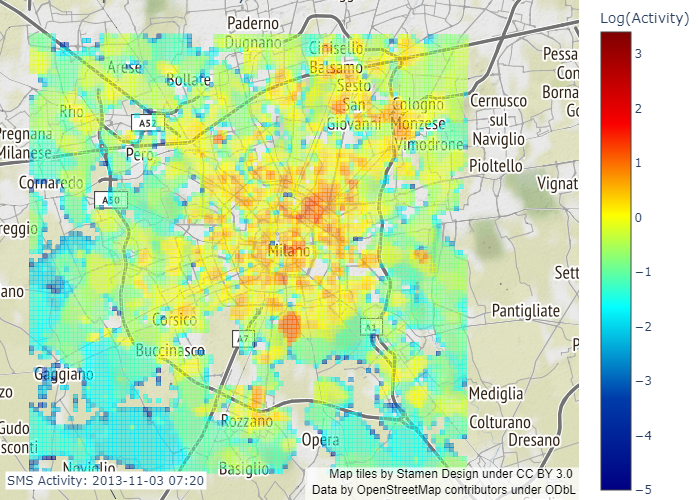 Log(Activity)
Paderno
Dugnano
Cinisello
Balsamo
Arese
Bollate
Sesto
San
Giovanni
Cologno
Monzese
Vimodrone
Cernusco
sul
Naviglio
Pessa
Con
Borna
Go
Rho
A52
Pregnana
Milanese
Pero
Pioltello
Cornaredo
A50
Vignat
reggio
Milano
Sett
ano
Pantigliate
Corsico
A7
A1
Buccinasco
P
Gaggiano
zo
Mediglia
Rozzano
Colturano
Dresano
Gudo
sconti
Opera
Noviglio
Basiglio
SMS Activity: 2013-11-03 07:20
Map tiles by Stamen Design under CC BY 3.0
Data by OpenStreetMap contributors under ODbL
3
2
1
0
−1
−2
−3
−4
−5